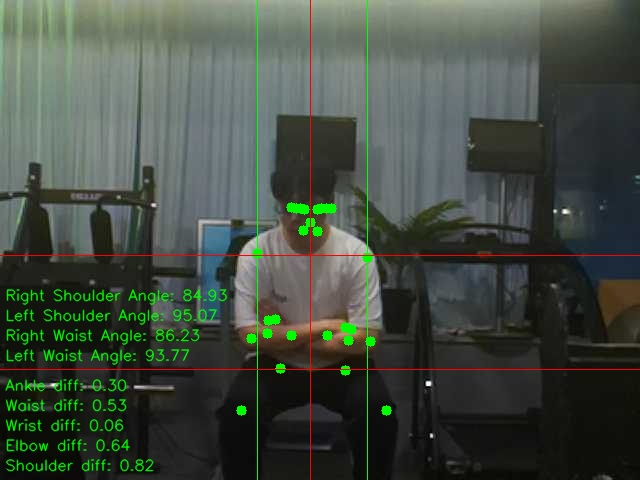 Right Shoulder Angle: 84.93
Left Shoulder Angle: 95.07
Right Waist Angle: 86.23
Left Waist Angle: 93.77
Ankle diff: 0.30
Waist diff: 0.53
Wrist diff: 0.06
Elbow diff: 0.64
Shoulder diff: 0.82